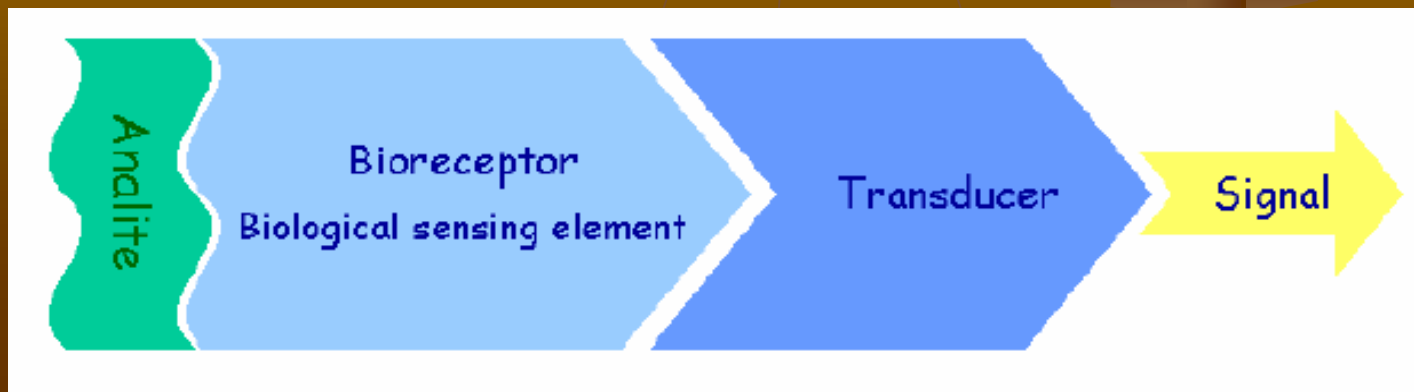 Analite
Bioreceptor
Biological sensing element
Transducer
Signal